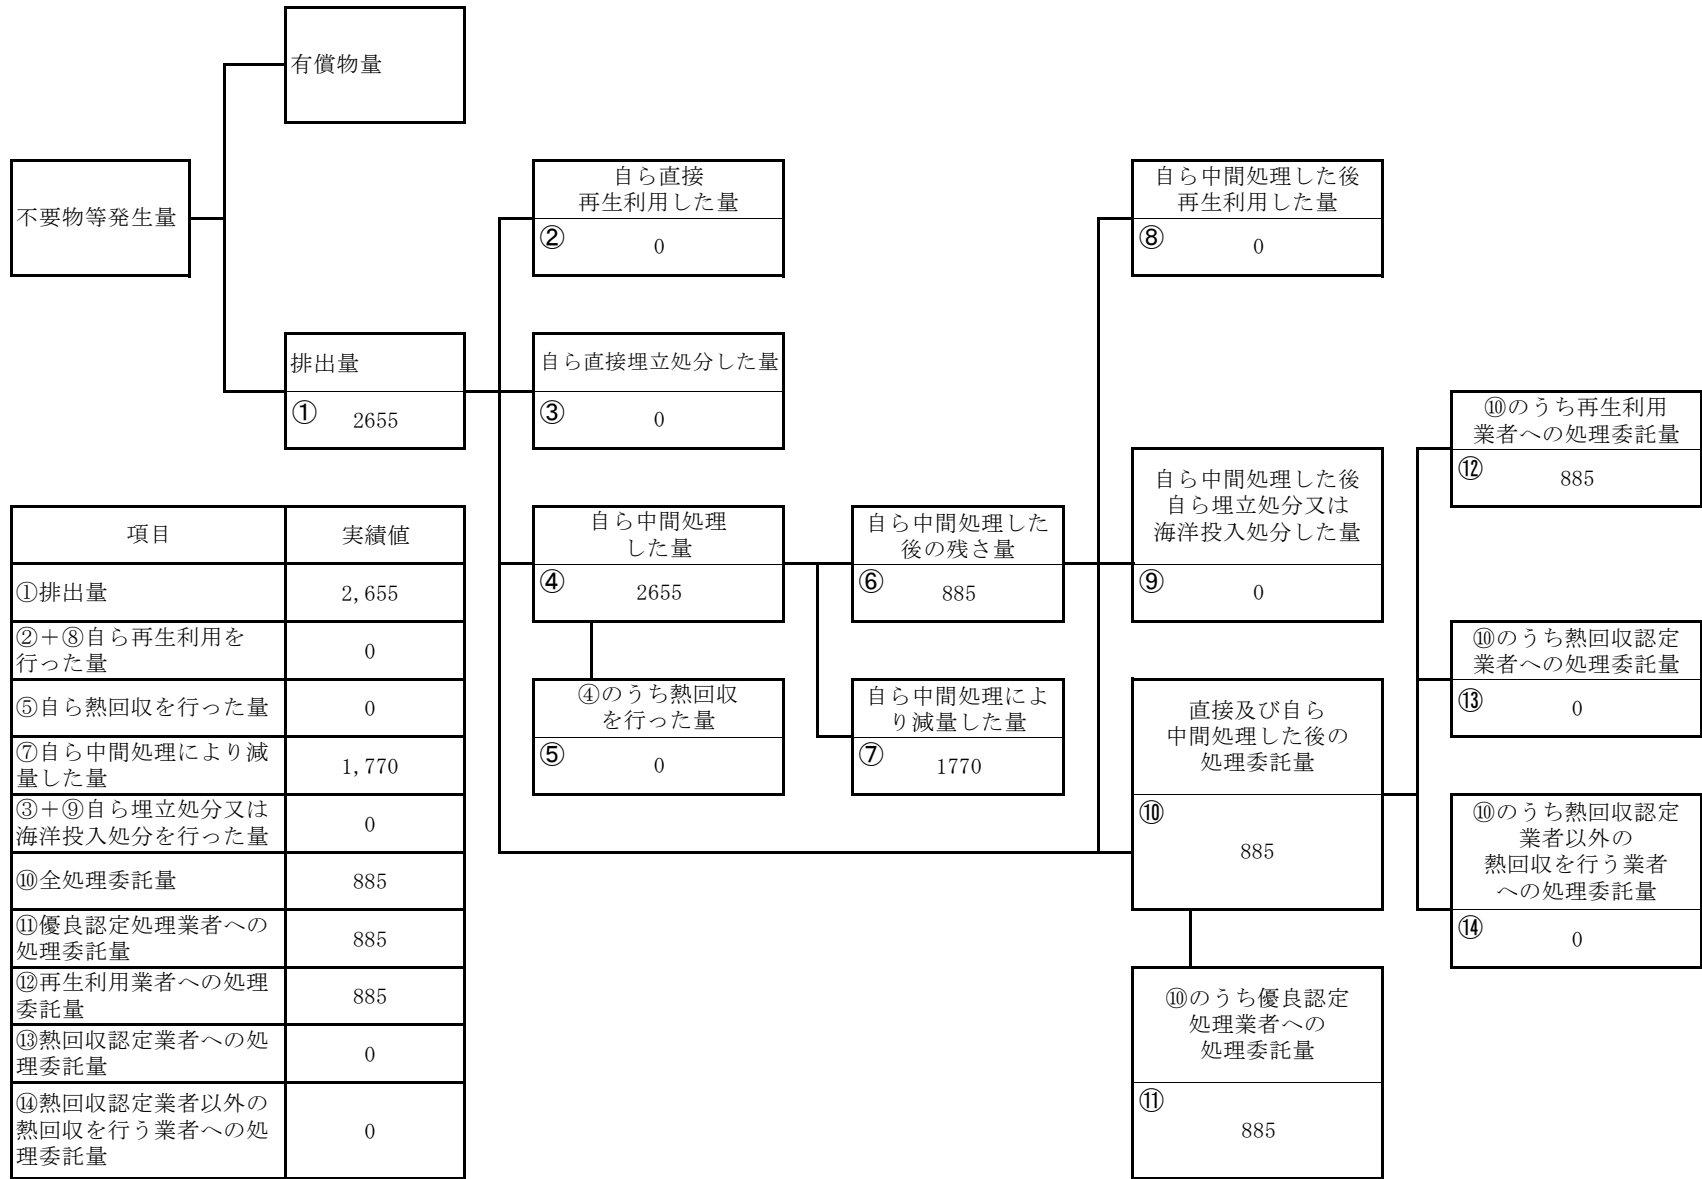 有償物量
不要物等発生量
自ら直接
再生利用した量
②
0
自ら中間処理した後
再生利用した量
⑧
0
排出量
①
2655
自ら直接埋立処分した量
③
0
⑩のうち再生利用
業者への処理委託量
⑫
885
自ら中間処理した後
自ら埋立処分又は
海洋投入処分した量
⑨
0
自ら中間処理
した量
④
2655
自ら中間処理した
後の残さ量
⑥
885
④のうち熱回収
を行った量
⑤
0
自ら中間処理によ
り減量した量
⑦
1770
直接及び自ら
中間処理した後の
処理委託量
⑩
885
⑩のうち熱回収認定
業者への処理委託量
⑬
0
⑩のうち熱回収認定
業者以外の
熱回収を行う業者
への処理委託量
⑭
0
⑩のうち優良認定
処理業者への
処理委託量
⑪
885
項目 実績値
①排出量 2,655
②+⑧自ら再生利用を
行った量
0
⑤自ら熱回収を行った量 0
⑦自ら中間処理により減
量した量
1,770
③+⑨自ら埋立処分又は
海洋投入処分を行った量
0
⑩全処理委託量 885
⑪優良認定処理業者への
処理委託量
885
⑫再生利用業者への処理
委託量
885
⑬熱回収認定業者への処
理委託量
0
⑭熱回収認定業者以外の
熱回収を行う業者への処
理委託量
0